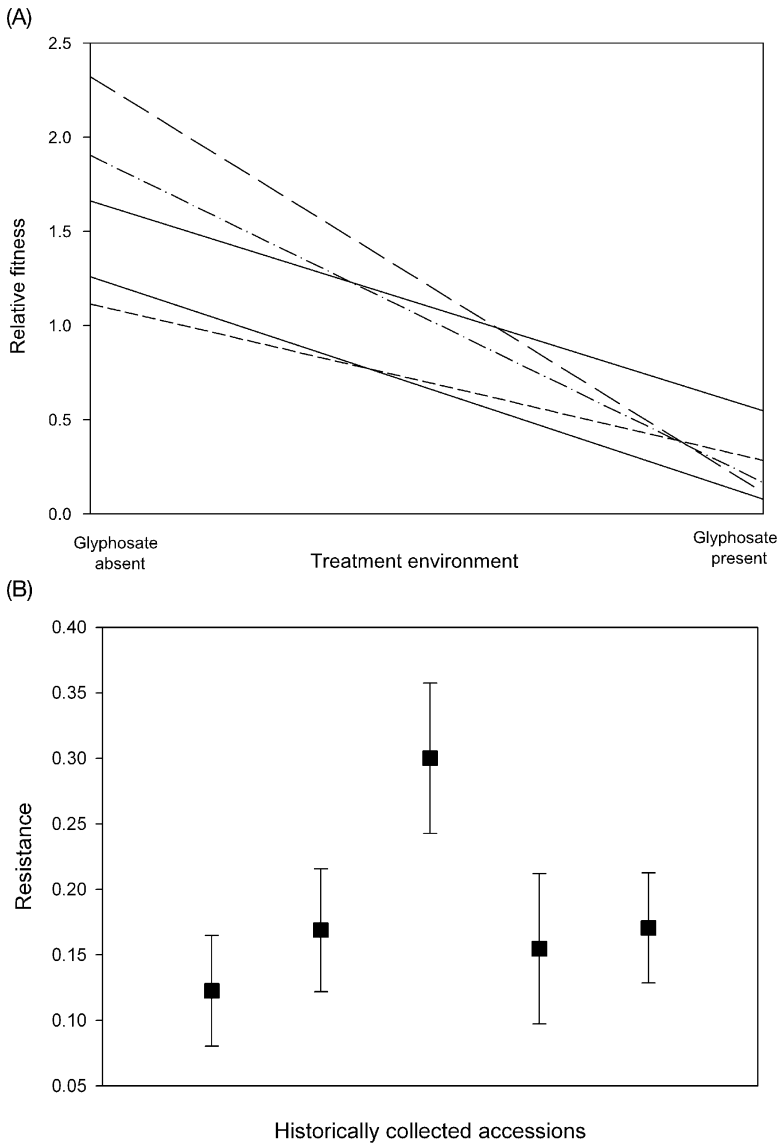 (A)
2.5
2.0
1.5
1.0
0.5
0.0
Relative fitness
Glyphosate
absent
Treatment environment
Glyphosate
present
(B)
0.40
0.35
0.30
0.25
0.20
0.15
0.10
0.05
Resistance
Historically collected accessions